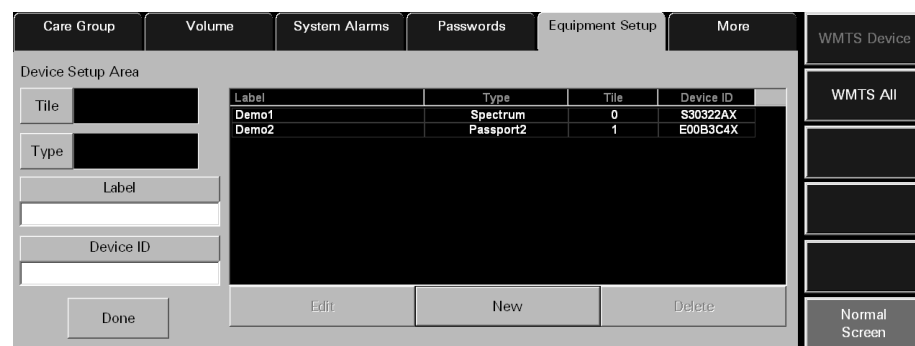 Care Group Volume System Alarms Passwords Equipment Setup More
WMTS Device
Device Setup Area
WMTS All
Tile
Label Type Tile Device ID
Demo1 Spectrum 0 S30322AX
Demo2 Passport2 1 E00B3C4X
Type
Label
Device ID
Edit New Delete
Done
Normal
Screen